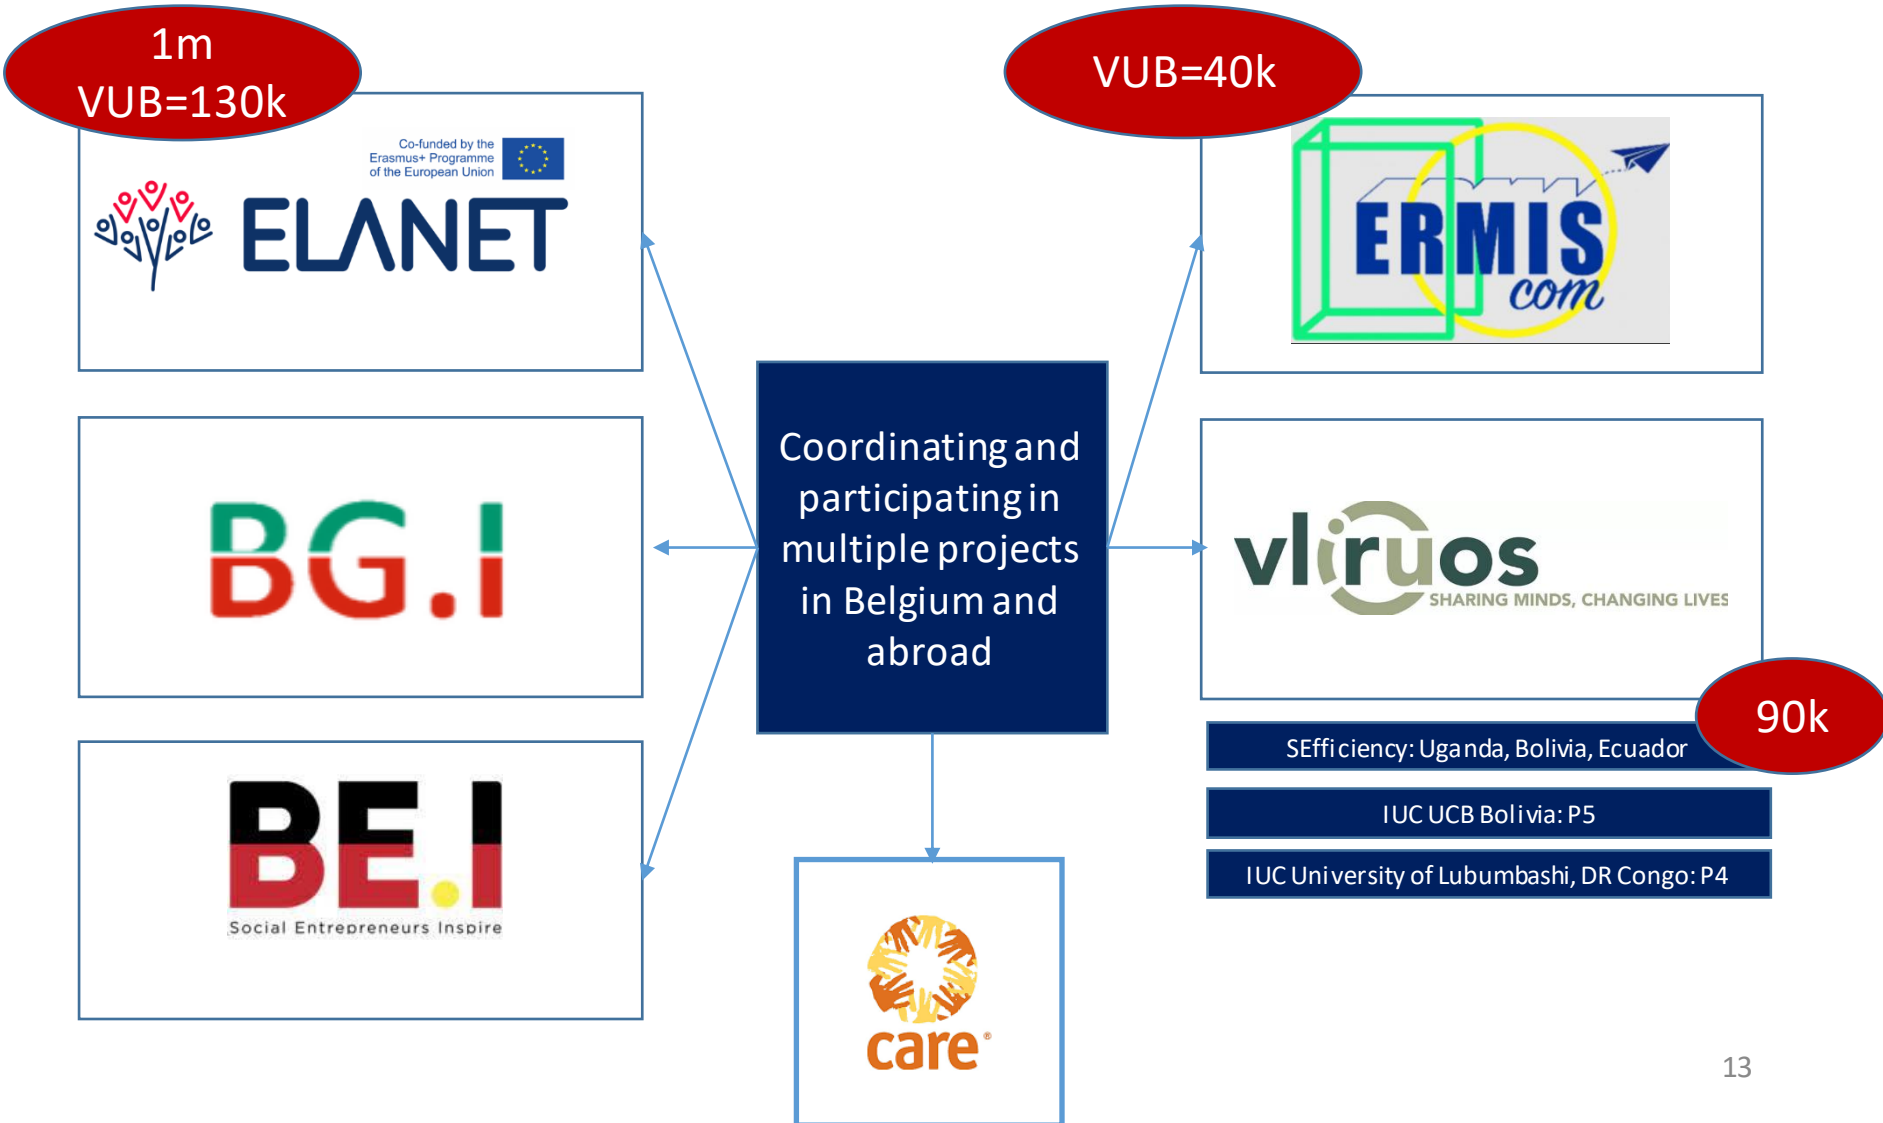 1m
VUB=130k
Co-funded by the
Erasmus+ Programme
of the European Union
ELANET
VUB=40k
ERMIS
com
BG.I
Coordinating and
participating in
multiple projects
in Belgium and
abroad
vliruos
SHARING MINDS, CHANGING LIVES
90k
SEfficiency: Uganda, Bolivia, Ecuador
IUC UCB Bolivia: P5
IUC University of Lubumbashi, DR Congo: P4
BE.I
Social Entrepreneurs Inspire
care®
13